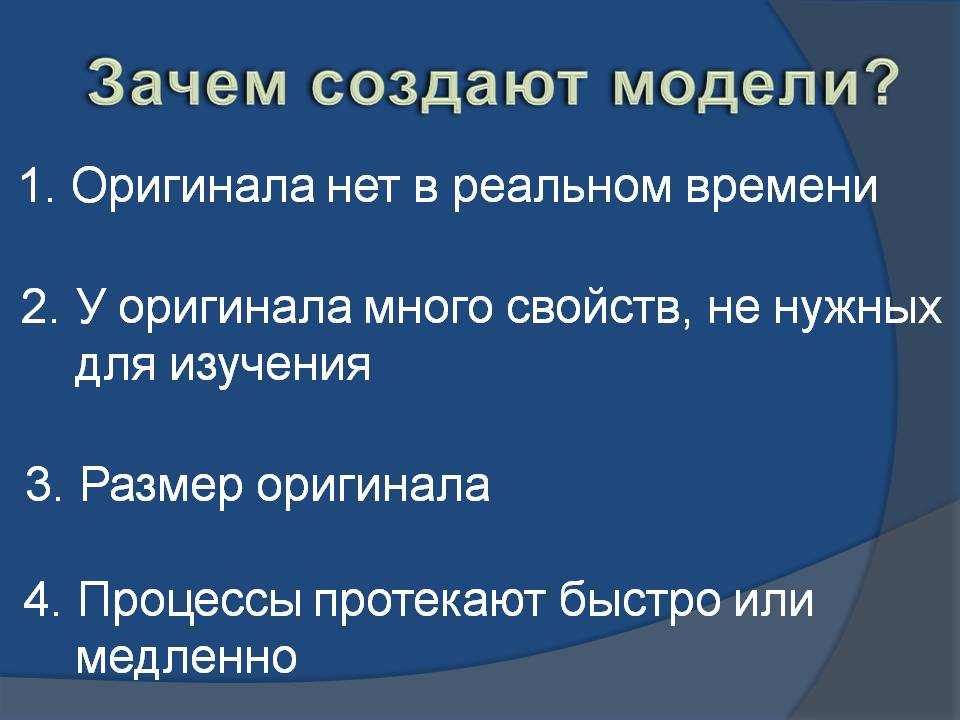 Зачем создают модели?
1. Оригинала нет в реальном времени
2. У оригинала много свойств, не нужных
для изучения
3. Размер оригинала
4. Процессы протекают быстро или
медленно